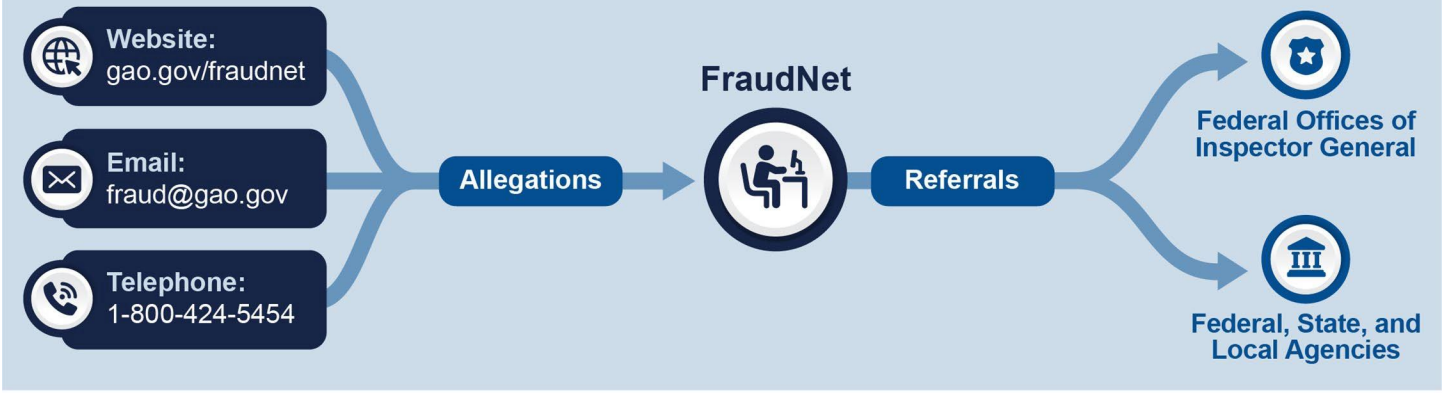 Website:
gao.gov/fraudnet
Email:
fraud@gao.gov
Telephone:
1-800-424-5454
Allegations
FraudNet
Referrals
Federal Offices of
Inspector General
Federal, State, and
Local Agencies